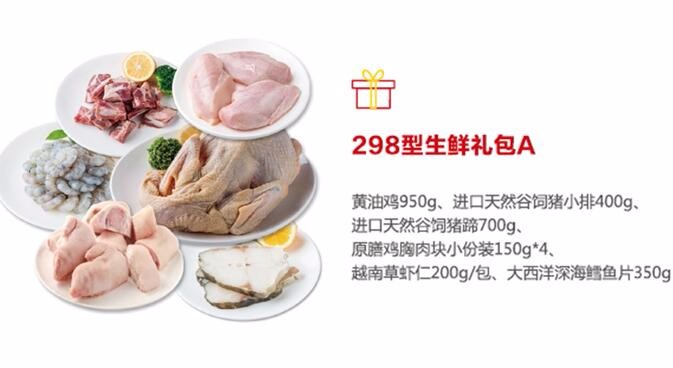 298型生鲜礼包A
黄油鸡950g、进口天然谷饲猪小排400g、
进口天然谷饲猪蹄700g、
原膳鸡胸肉块小份装150g*4、
越南草虾仁200g/包、大西洋深海鳕鱼片350g